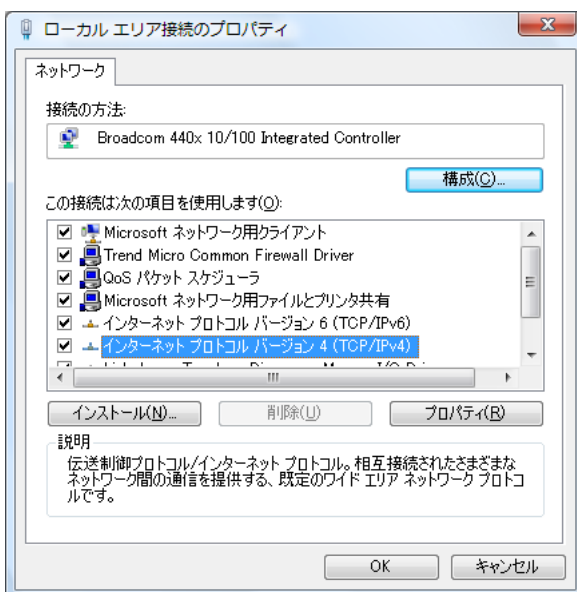 ローカル エリア接続のプロパティ
ネットワーク
接続の方法:
Broadcom 440x 10/100 Integrated Controller
構成(C)...
この接続は次の項目を使用します(O):
Microsoft ネットワーク用クライアント
Trend Micro Common Firewall Driver
QoS パケット スケジューラ
Microsoft ネットワーク用ファイルとプリンタ共有
インターネット プロトコル バージョン 6 (TCP/IPv6)
インターネット プロトコル バージョン 4 (TCP/IPv4)
インストール(N)...
削除(U)
プロパティ(R)
説明
伝送制御プロトコル/インターネット プロトコル。相互接続されたさまざまな
ネットワーク間の通信を提供する、既定のワイド エリア ネットワーク プロトコ
ルです。
OK
キャンセル